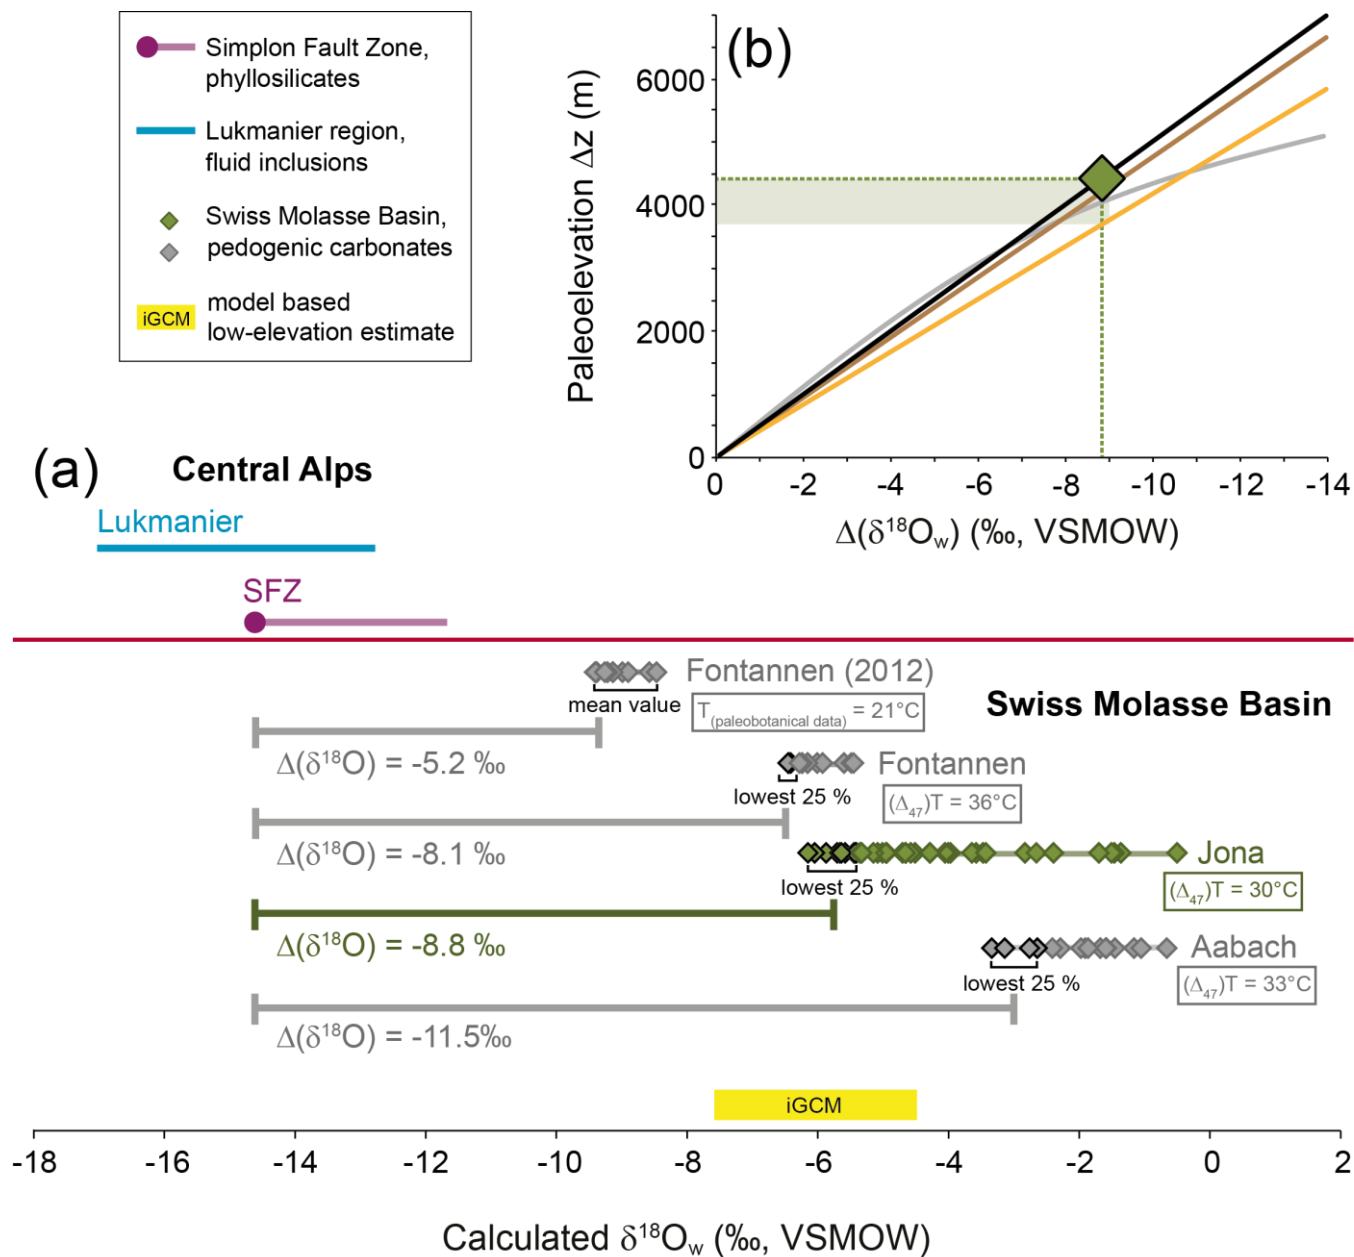 Simplon Fault Zone,
phyllosilicates
Lukmanier region,
fluid inclusions
Swiss Molasse Basin,
pedogenic carbonates
iGCM
model based
low-elevation estimate
(b)
Paleoelevation Δz (m)
6000
4000
2000
0
0 -2 -4 -6 -8 -10 -12 -14
Δ(δ¹⁸O_w) (‰, VSMOW)
(a)
Central Alps
Lukmanier
SFZ
Fontannen (2012)
mean value
T(paleobotanical data) = 21°C
Swiss Molasse Basin
Δ(δ¹⁸O) = -5.2 ‰
Fontannen
lowest 25 %
(Δ₄₇)T = 36°C
Δ(δ¹⁸O) = -8.1 ‰
Jona
lowest 25 %
(Δ₄₇)T = 30°C
Δ(δ¹⁸O) = -8.8 ‰
Aabach
lowest 25 %
(Δ₄₇)T = 33°C
Δ(δ¹⁸O) = -11.5‰
iGCM
-18 -16 -14 -12 -10 -8 -6 -4 -2 0 2
Calculated δ¹⁸O_w (‰, VSMOW)